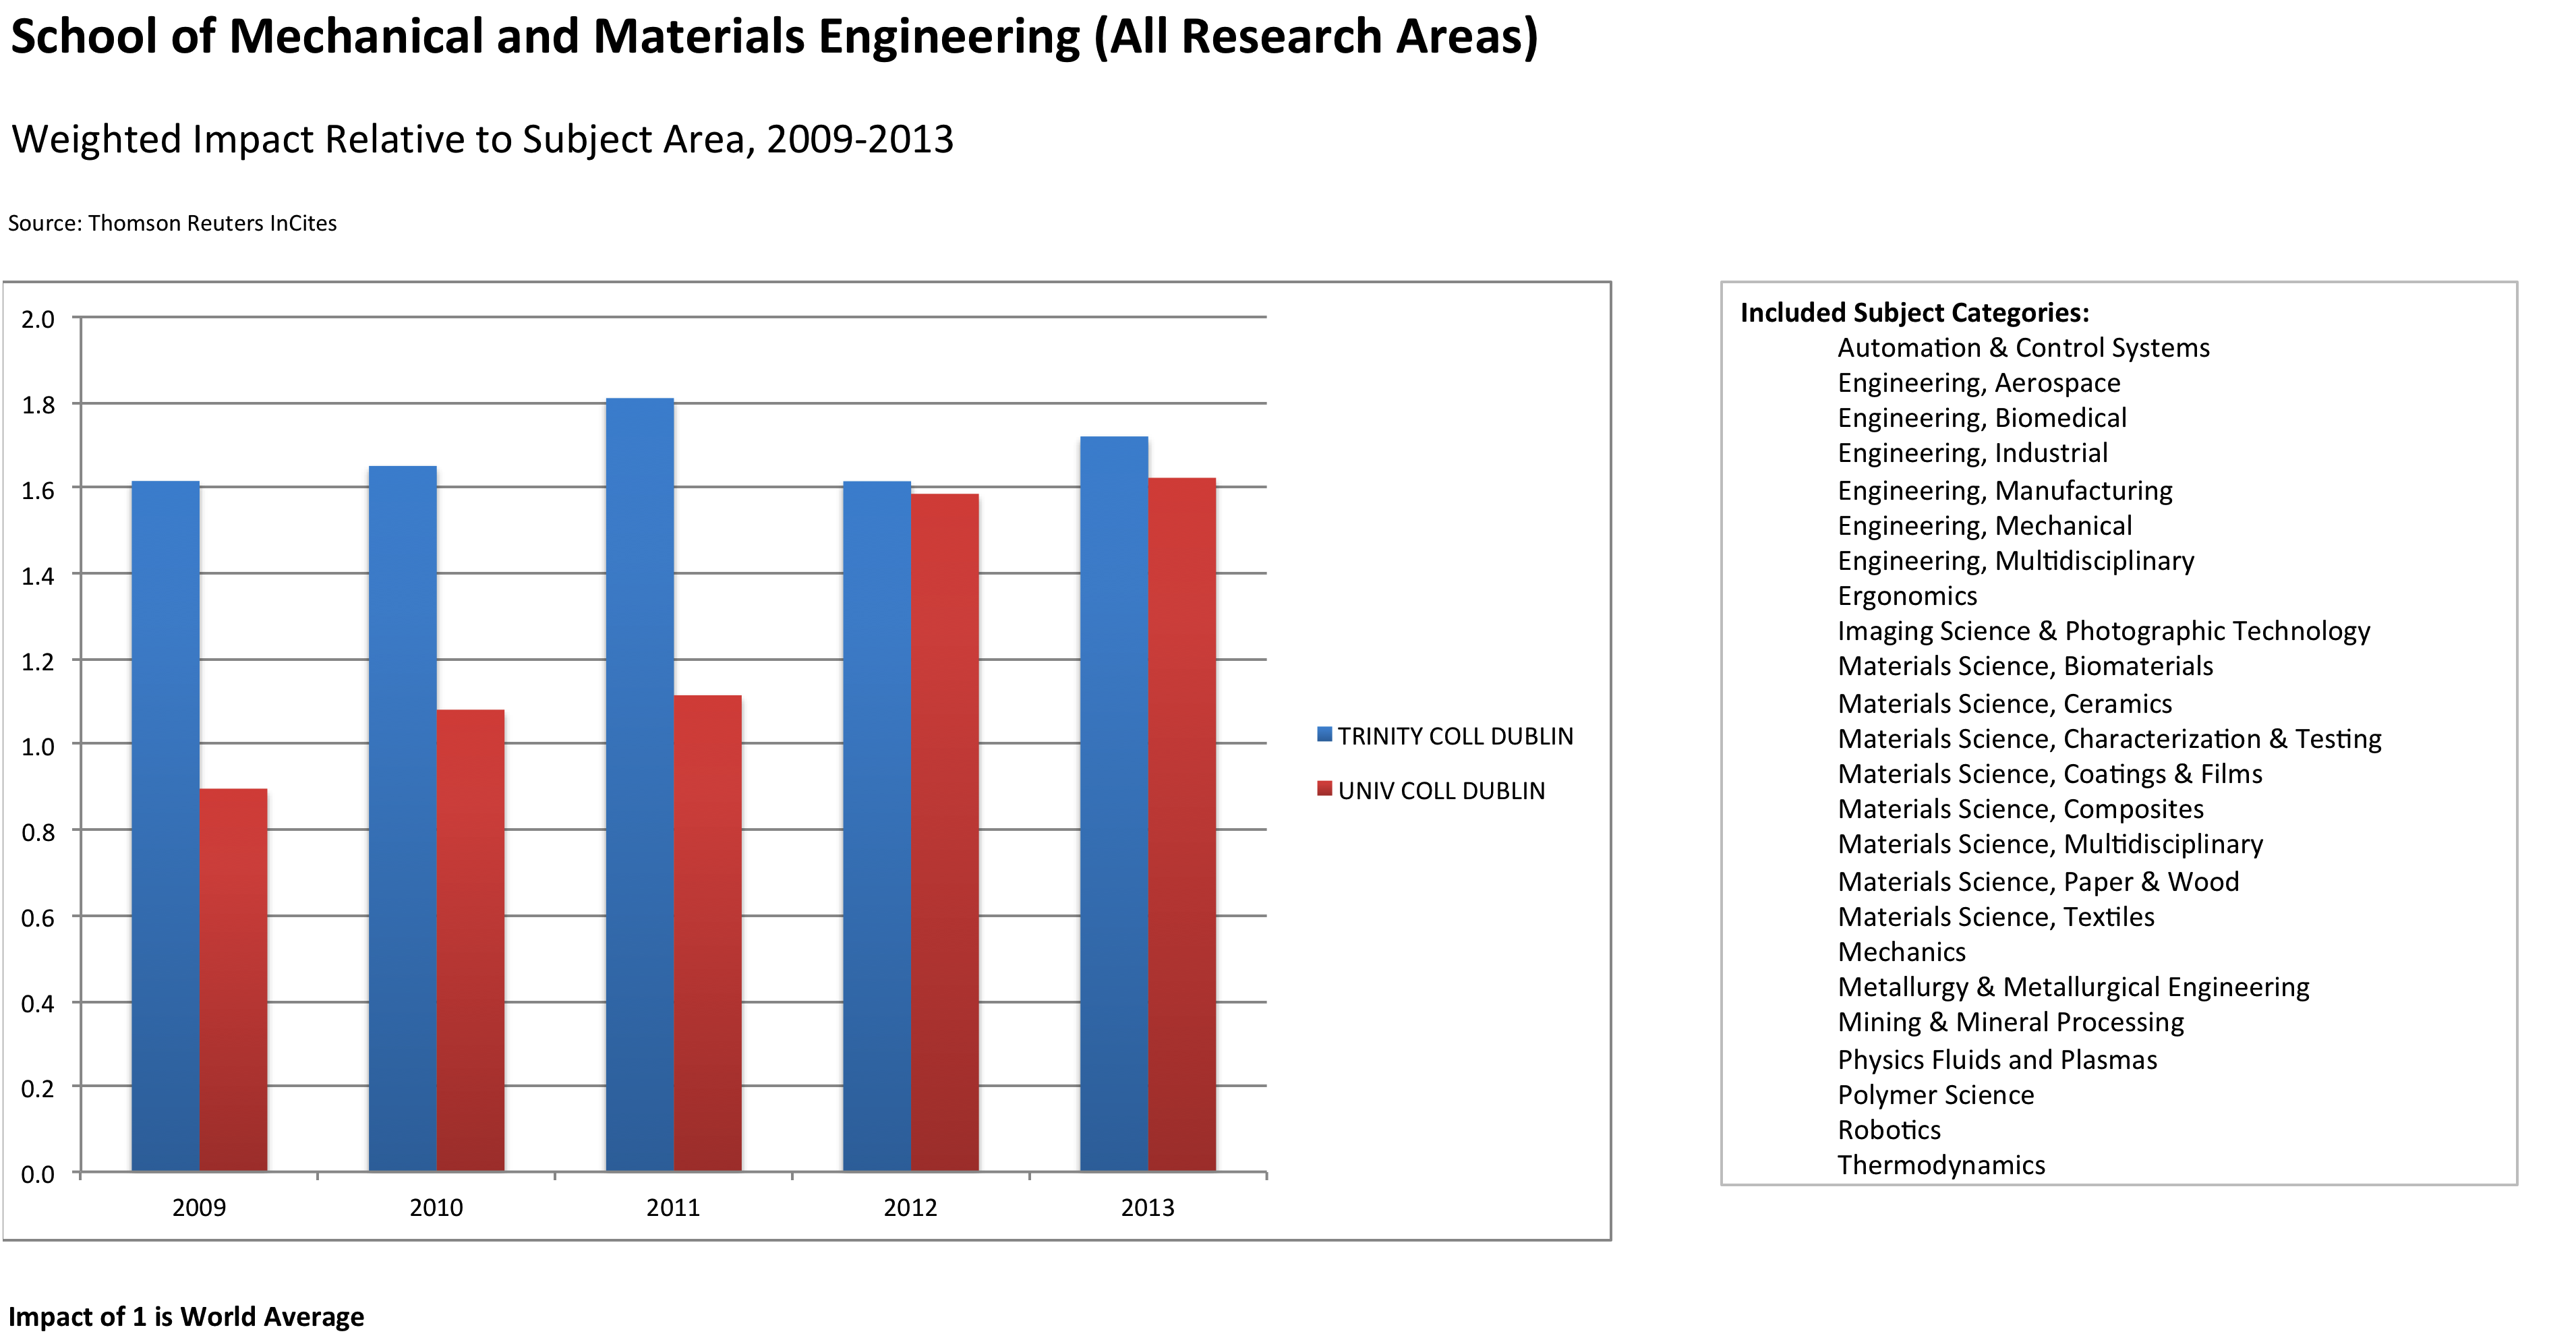 School of Mechanical and Materials Engineering (All Research Areas)
Weighted Impact Relative to Subject Area, 2009-2013
Source: Thomson Reuters InCites
2.0
1.8
1.6
1.4
1.2
1.0
0.8
0.6
0.4
0.2
0.0
2009
2010
2011
2012
2013
TRINITY COLL DUBLIN
UNIV COLL DUBLIN
Included Subject Categories:
Automation & Control Systems
Engineering, Aerospace
Engineering, Biomedical
Engineering, Industrial
Engineering, Manufacturing
Engineering, Mechanical
Engineering, Multidisciplinary
Ergonomics
Imaging Science & Photographic Technology
Materials Science, Biomaterials
Materials Science, Ceramics
Materials Science, Characterization & Testing
Materials Science, Coatings & Films
Materials Science, Composites
Materials Science, Multidisciplinary
Materials Science, Paper & Wood
Materials Science, Textiles
Mechanics
Metallurgy & Metallurgical Engineering
Mining & Mineral Processing
Physics Fluids and Plasmas
Polymer Science
Robotics
Thermodynamics
Impact of 1 is World Average